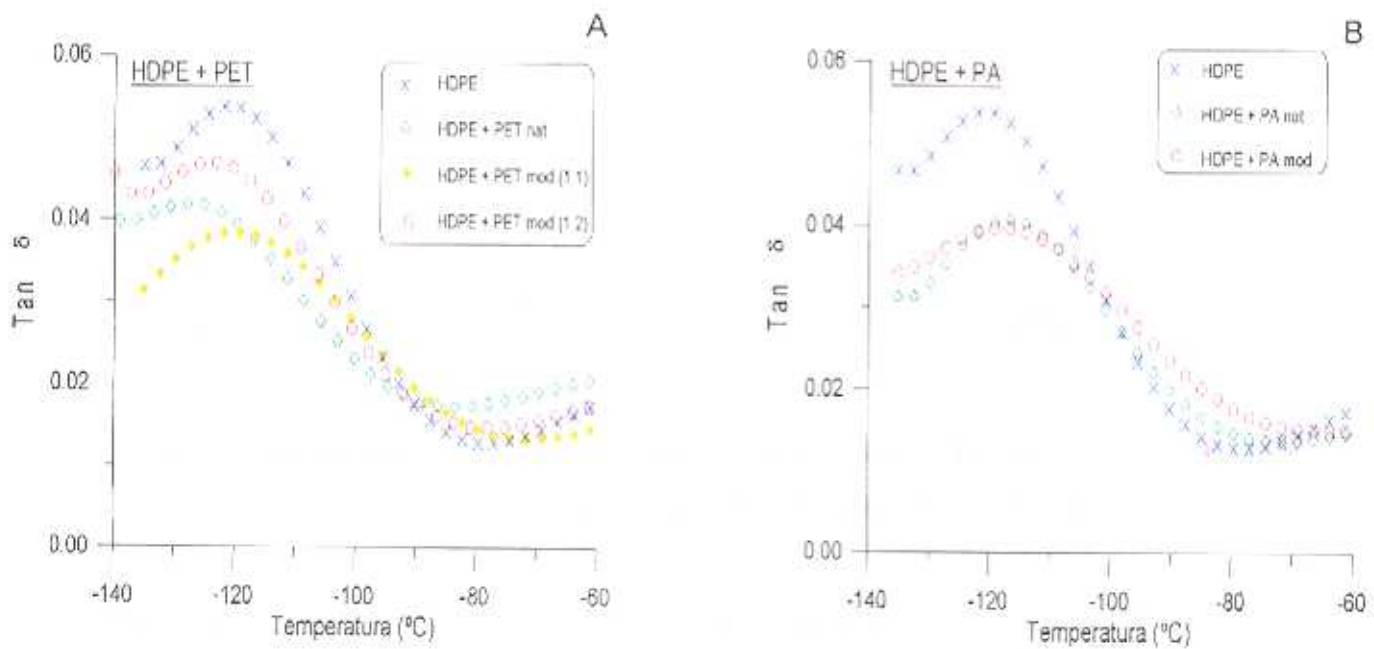 A
HDPE + PET
HDPE
HDPE + PET nat
HDPE + PET mod (1:1)
HDPE + PET mod (1:2)
0.06
0.04
0.02
0.00
Tan δ
-140
-120
-100
-80
-60
Temperatura (ºC)
B
HDPE + PA
HDPE
HDPE + PA nat
HDPE + PA mod
0.06
0.04
0.02
0.00
Tan δ
-140
-120
-100
-80
-60
Temperatura (ºC)